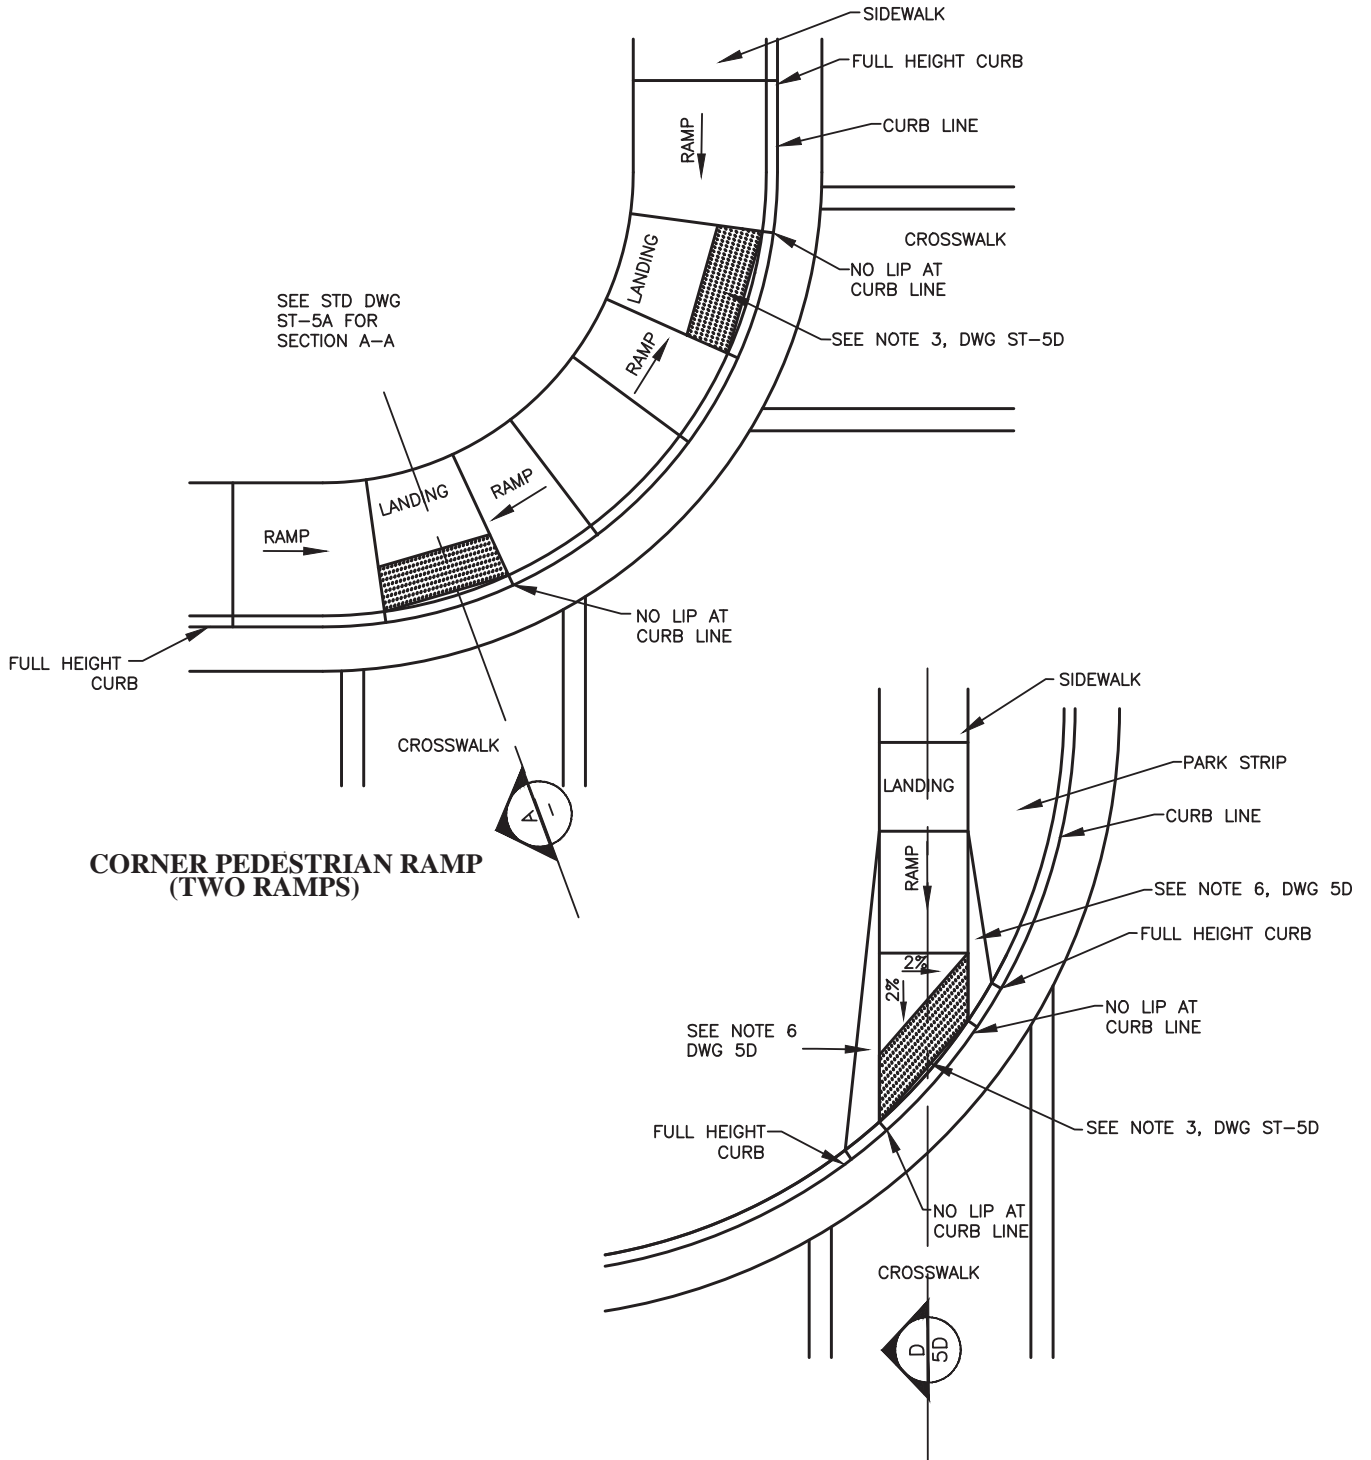 SIDEWALK
FULL HEIGHT CURB
CURB LINE
RAMP
CROSSWALK
LANDING
NO LIP AT
CURB LINE
SEE STD DWG
ST-5A FOR
SECTION A-A
SEE NOTE 3, DWG ST-5D
RAMP
LANDING
RAMP
RAMP
NO LIP AT
CURB LINE
FULL HEIGHT
CURB
CROSSWALK
A
-
CORNER PEDESTRIAN RAMP
(TWO RAMPS)
SIDEWALK
PARK STRIP
LANDING
CURB LINE
RAMP
SEE NOTE 6, DWG 5D
FULL HEIGHT CURB
2%
2%
NO LIP AT
CURB LINE
SEE NOTE 6
DWG 5D
SEE NOTE 3, DWG ST-5D
FULL HEIGHT
CURB
NO LIP AT
CURB LINE
CROSSWALK
D
5D